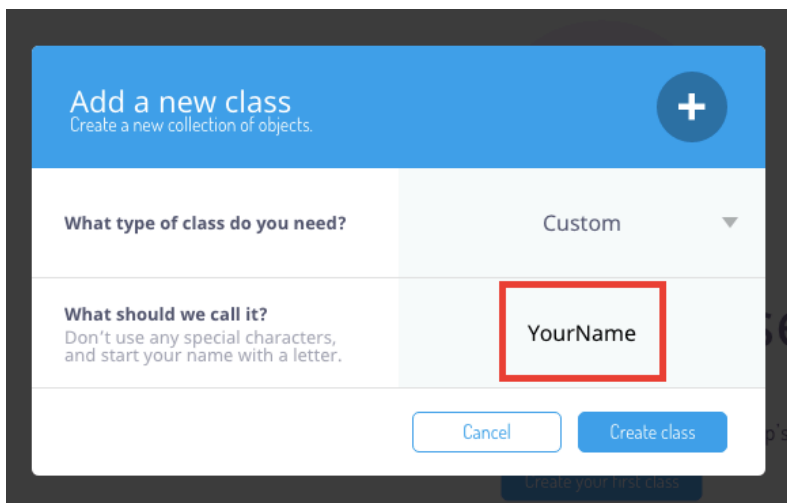 Add a new class
Create a new collection of objects.
What type of class do you need?
Custom
What should we call it?
Don't use any special characters,
and start your name with a letter.
YourName
Cancel
Create class
Create your first class